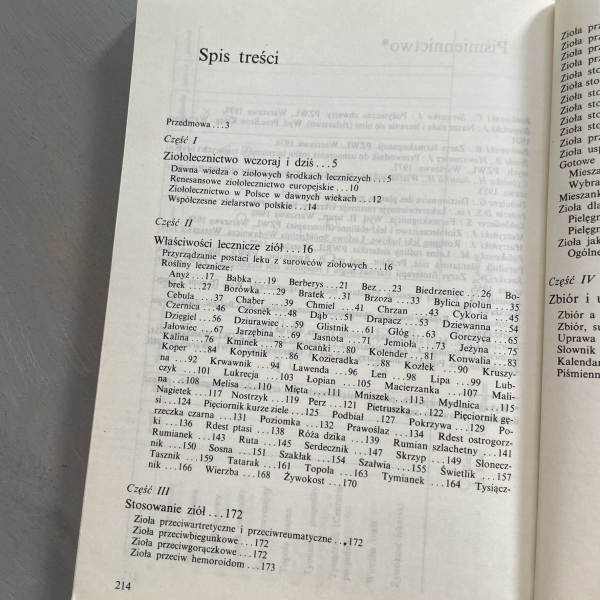 Spis treści
Przedmowa...3
Część I
Ziołolecznictwo wczoraj i dziś...5
Dawna wiedza o ziołowych środkach leczniczych...5
Renesansowe ziołolecznictwo europejskie...10
Ziołolecznictwo w Polsce w dawnych wiekach...12
Współczesne zielarstwo polskie...14
Część II
Właściwości lecznicze ziół...16
Przyrządzanie postaci leku z surowców ziołowych...16
Rośliny lecznicze:
Anyż...17 Babka...19 Berberys...21 Bez...23 Biedrzeniec...26 Bo-
brek...27 Borówka...29 Bratek...31 Brzoza...33 Bylica piołun...35
Cebula...37 Chaber...39 Chmiel...41 Chrzan...43 Cykoria...45
Czernica...46 Czosnek...48 Dąb...51 Drapacz...53 Dziewanna...54
Dzięgiel...56 Dziurawiec...59 Glistnik...61 Głóg...63 Gorczyca...65
Jałowiec...67 Jarzębina...69 Jasnota...71 Jemioła...73 Jeżyna...75
Kalina...76 Kminek...78 Kocanki...80 Kolender...81 Konwalia...83
Koper...84 Kopytnik...86 Kozieradka...88 Kozłek...90 Kruszy-
na...92 Krwawnik...94 Lawenda...96 Len...98 Lipa...99 Lub-
czyk...101 Lukrecja...103 Łopian...105 Macierzanka...107 Mali-
na...108 Melisa...110 Mięta...111 Mniszek...113 Mydlnica...115
Nagietek...117 Nostrzyk...119 Perz...121 Pietruszka...122 Pięciornik gę-
si...124 Pięciornik kurze ziele...125 Podbiał...127 Pokrzywa...129 Po-
rzeczka czarna...131 Poziomka...132 Prawoślaz...134 Rdest ostrogorz-
ki...136 Rdest ptasi...138 Róża dzika...139 Rumian szlachetny...141
Rumianek...143 Ruta...145 Serdecznik...147 Skrzyp...149 Słonecz-
nik...150 Sosna...151 Szakłak...154 Szałwia...155 Świetlik...157
Tasznik...159 Tatarak...161 Topola...163 Tymianek...164 Tysiącz-
nik...166 Wierzba...168 Żywokost...170
Część III
Stosowanie ziół...172
Zioła przeciwartretyczne i przeciwreumatyczne...172
Zioła przeciwbiegunkowe...172
Zioła przeciwgorączkowe...172
Zioła przeciw hemoroidom...173
214
Piśmiennictwo*
Zioła
Zioła
Zioła
Zioła
Zioła
Zioła
Zioła
Zioła
Zioła
Zioła
Zioła
Gotowe
Miesza
Wybra
Mieszank
Zioła dla
Pielęg
Pielęg
Zioła jak
Ogólne
Część IV
Zbiór i u
Zbiór a
Zbiór, su
Uprawa
Słownik
Kalendar
Piśmienn